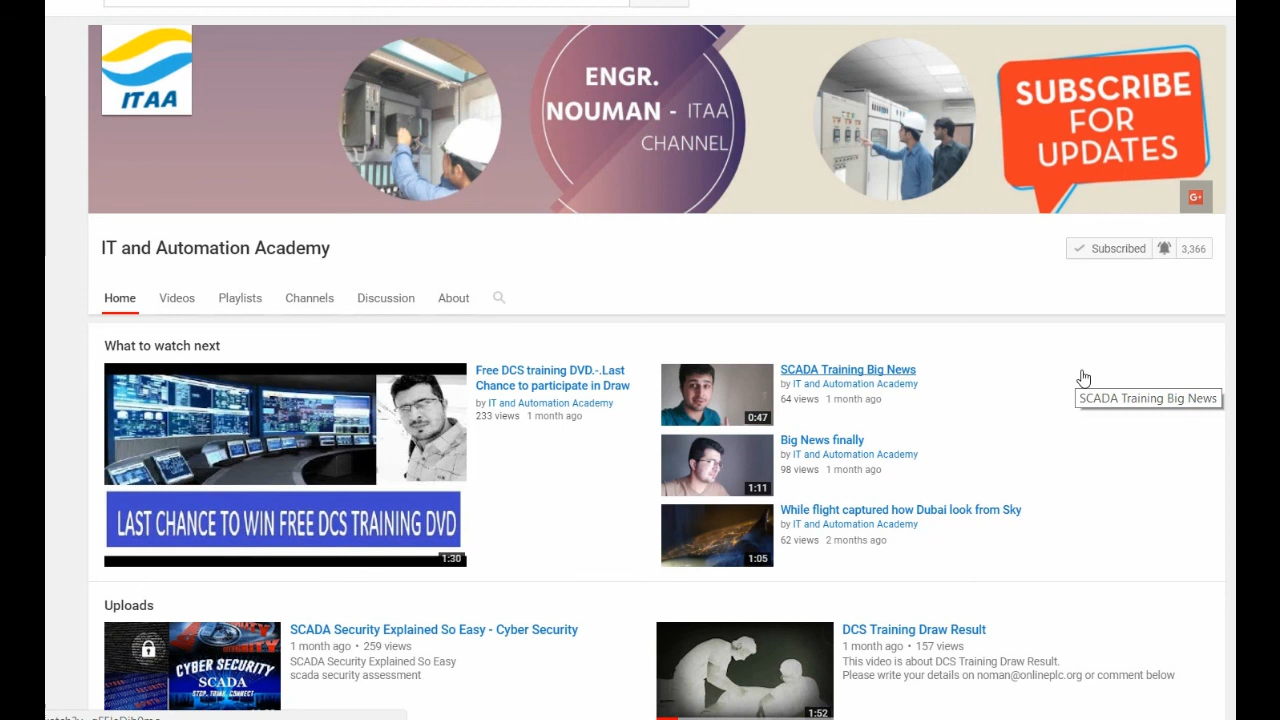 ITAA
ENGR.
NOUMAN - ITAA
CHANNEL
SUBSCRIBE
FOR
UPDATES
G+
IT and Automation Academy
Subscribed
3,366
Home
Videos
Playlists
Channels
Discussion
About
What to watch next
LAST CHANCE TO WIN FREE DCS TRAINING DVD
1:30
Free DCS training DVD.-.Last
Chance to participate in Draw
by IT and Automation Academy
233 views 1 month ago
0:47
SCADA Training Big News
by IT and Automation Academy
64 views 1 month ago
SCADA Training Big News
1:11
Big News finally
by IT and Automation Academy
98 views 1 month ago
1:05
While flight captured how Dubai look from Sky
by IT and Automation Academy
62 views 2 months ago
Uploads
CYBER SECURITY
SCADA
STOP. THINK. CONNECT
SCADA Security Explained So Easy - Cyber Security
1 month ago • 259 views
SCADA Security Explained So Easy
scada security assessment
1:52
DCS Training Draw Result
1 month ago • 157 views
This video is about DCS Training Draw Result.
Please write your details on noman@onlineplc.org or comment below